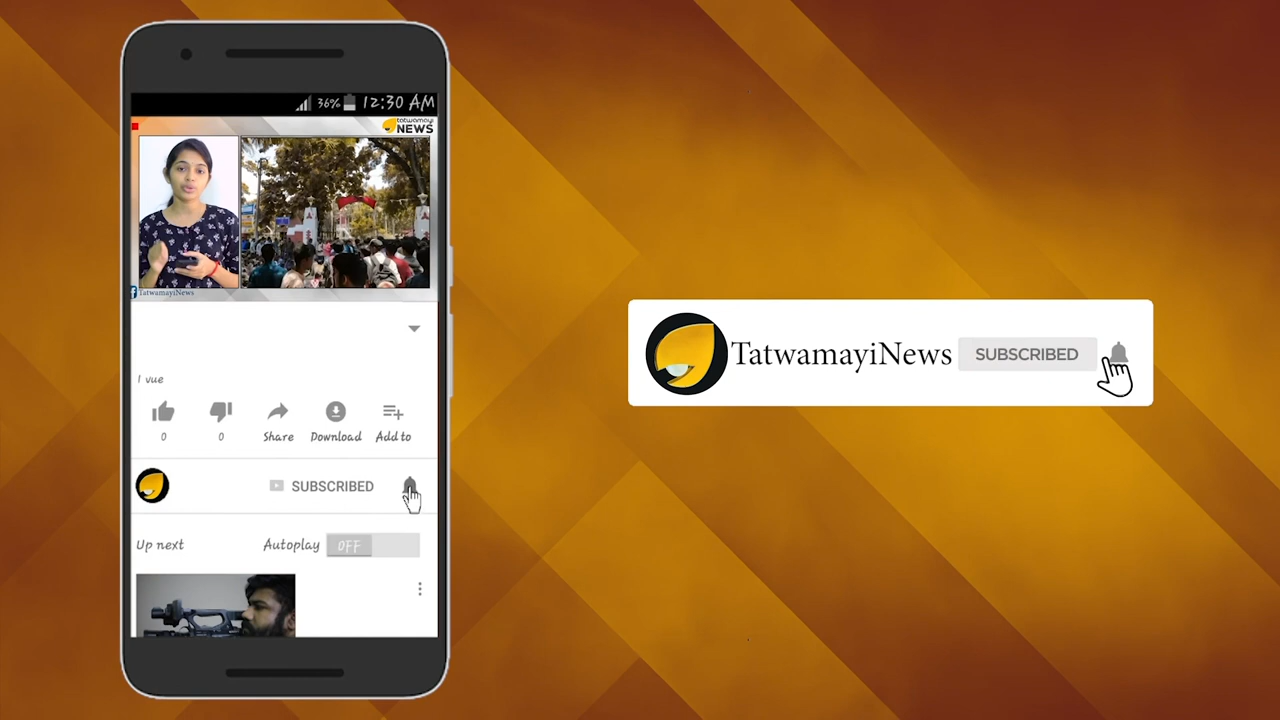 36% 12:30 AM
tatwamayi
NEWS
TatwamayiNews
1 vue
0 0 Share Download Add to
SUBSCRIBED
Up next Autoplay OFF
TatwamayiNews SUBSCRIBED